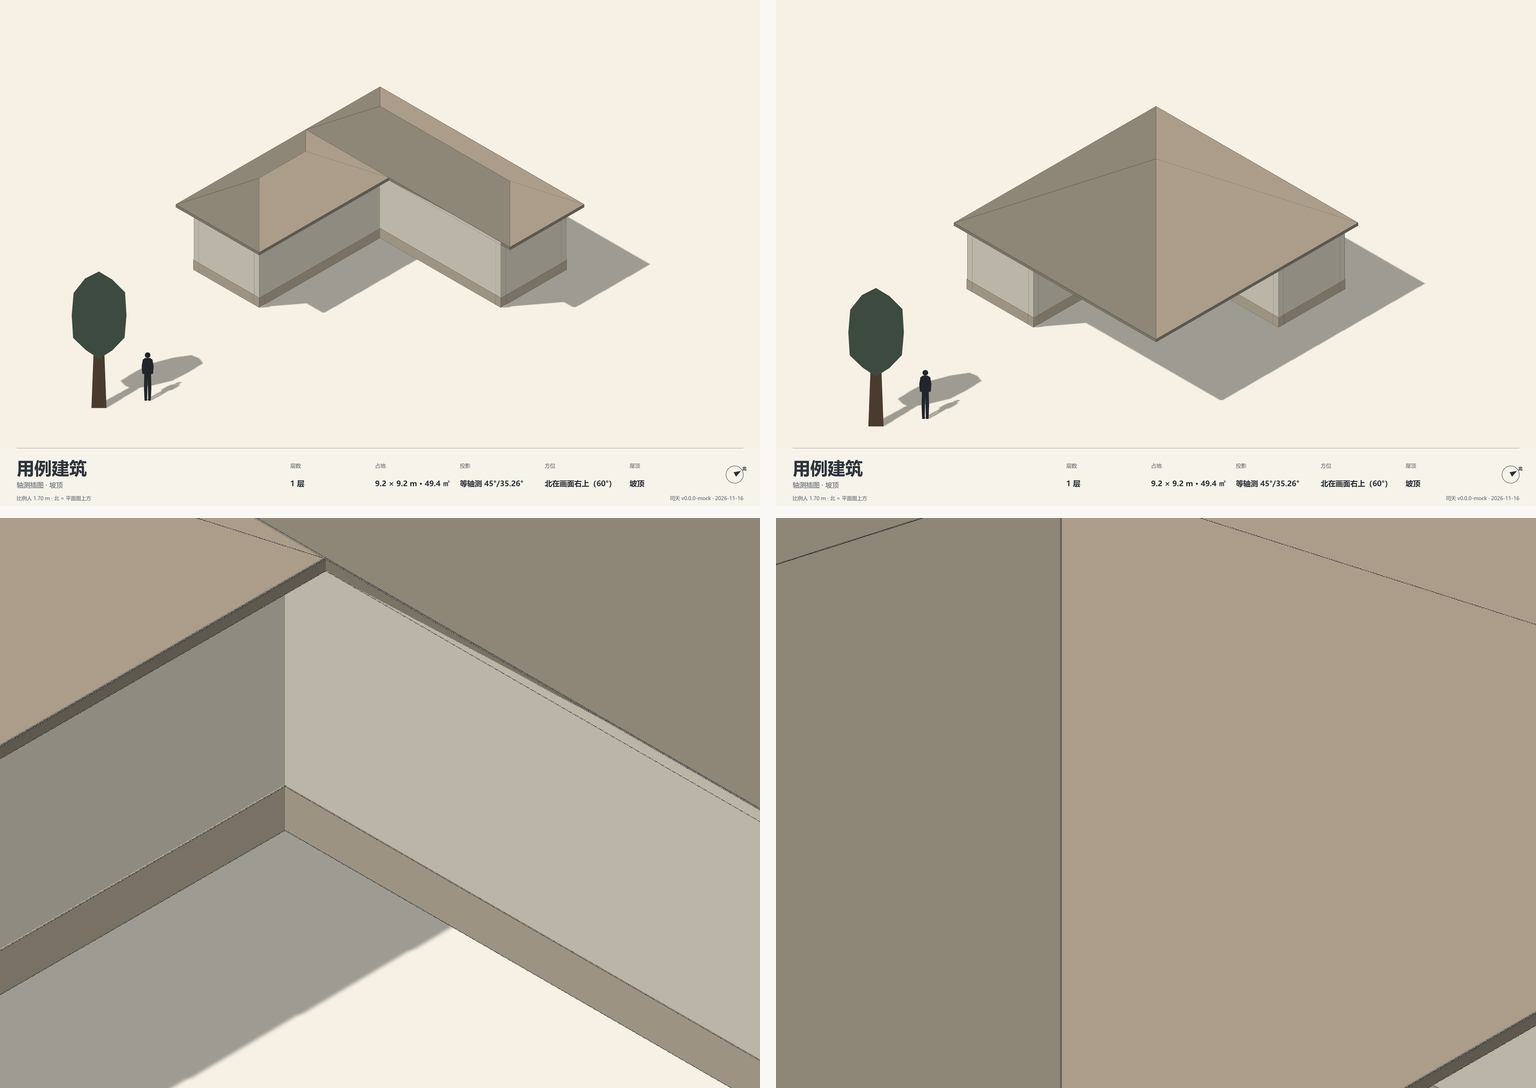 用例建筑
轴测插图 · 坡顶
比例人 1.70 m · 北 = 平面图上方
层数
1 层
占地
9.2 × 9.2 m • 49.4 ㎡
投影
等轴测 45°/35.26°
方位
北在画面右上（60°）
屋顶
坡顶
北
司天 v0.0.0-mock · 2026-11-16
用例建筑
轴测插图 · 坡顶
比例人 1.70 m · 北 = 平面图上方
层数
1 层
占地
9.2 × 9.2 m • 49.4 ㎡
投影
等轴测 45°/35.26°
方位
北在画面右上（60°）
屋顶
坡顶
北
司天 v0.0.0-mock · 2026-11-16